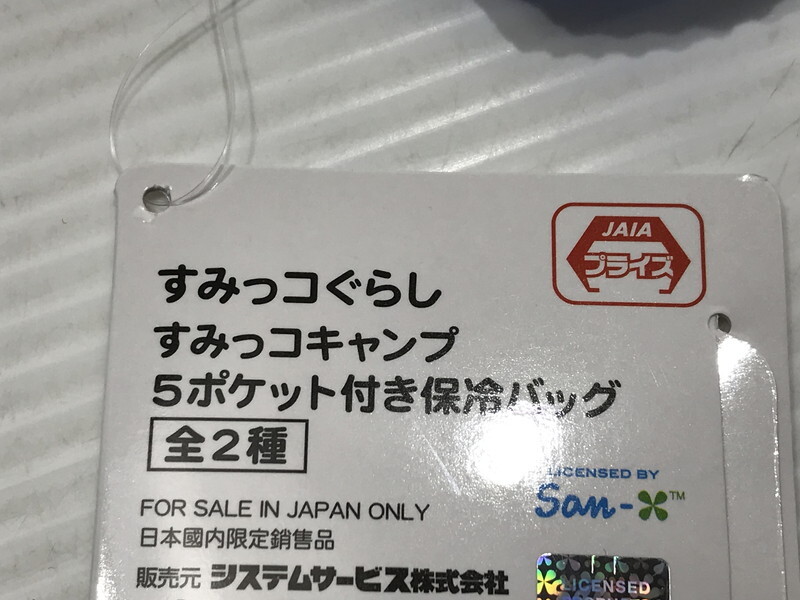 JAIA
プライズ
すみっコぐらし
すみっコキャンプ
5ポケット付き保冷バッグ
全2種
LICENSED BY
San-X™
FOR SALE IN JAPAN ONLY
日本國内限定銷售品
販売元 システムサービス株式会社
LICENSED